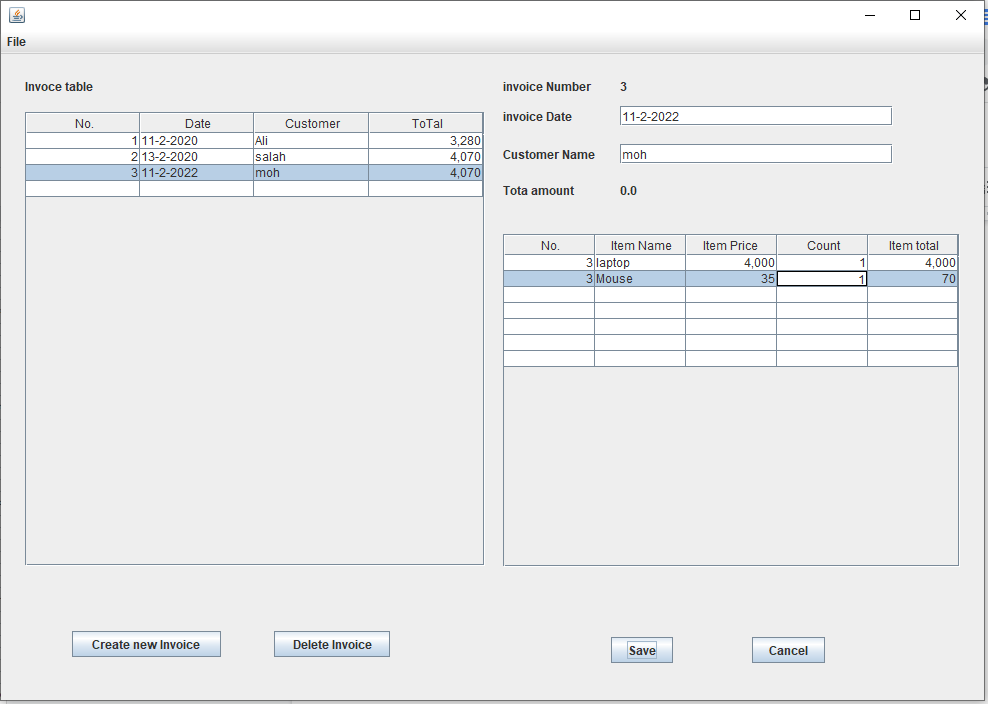 File
Invoce table
No. Date Customer ToTal
1 11-2-2020 Ali 3,280
2 13-2-2020 salah 4,070
3 11-2-2022 moh 4,070
invoice Number 3
invoice Date 11-2-2022
Customer Name moh
Tota amount 0.0
No. Item Name Item Price Count Item total
3 laptop 4,000 1 4,000
3 Mouse 35 1 70
Create new Invoice Delete Invoice Save Cancel